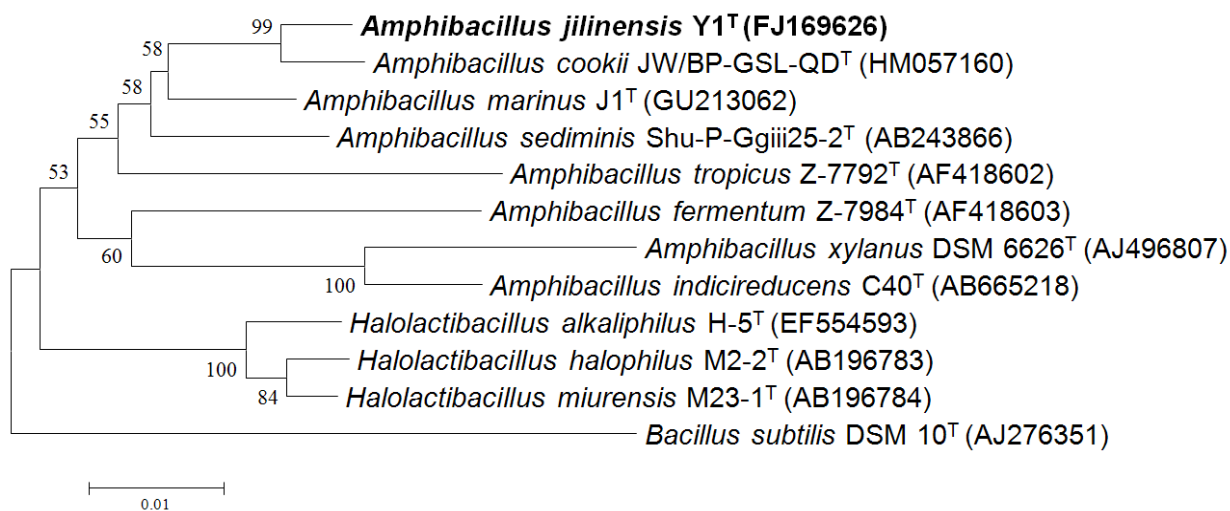 99 Amphibacillus jilinensis Y1ᵀ (FJ169626)
58 Amphibacillus cookii JW/BP-GSL-QDᵀ (HM057160)
58 Amphibacillus marinus J1ᵀ (GU213062)
55 Amphibacillus sediminis Shu-P-Ggiii25-2ᵀ (AB243866)
53 Amphibacillus tropicus Z-7792ᵀ (AF418602)
Amphibacillus fermentum Z-7984ᵀ (AF418603)
60 Amphibacillus xylanus DSM 6626ᵀ (AJ496807)
100 Amphibacillus indicireducens C40ᵀ (AB665218)
Halolactibacillus alkaliphilus H-5ᵀ (EF554593)
100 Halolactibacillus halophilus M2-2ᵀ (AB196783)
84 Halolactibacillus miurensis M23-1ᵀ (AB196784)
Bacillus subtilis DSM 10ᵀ (AJ276351)
0.01